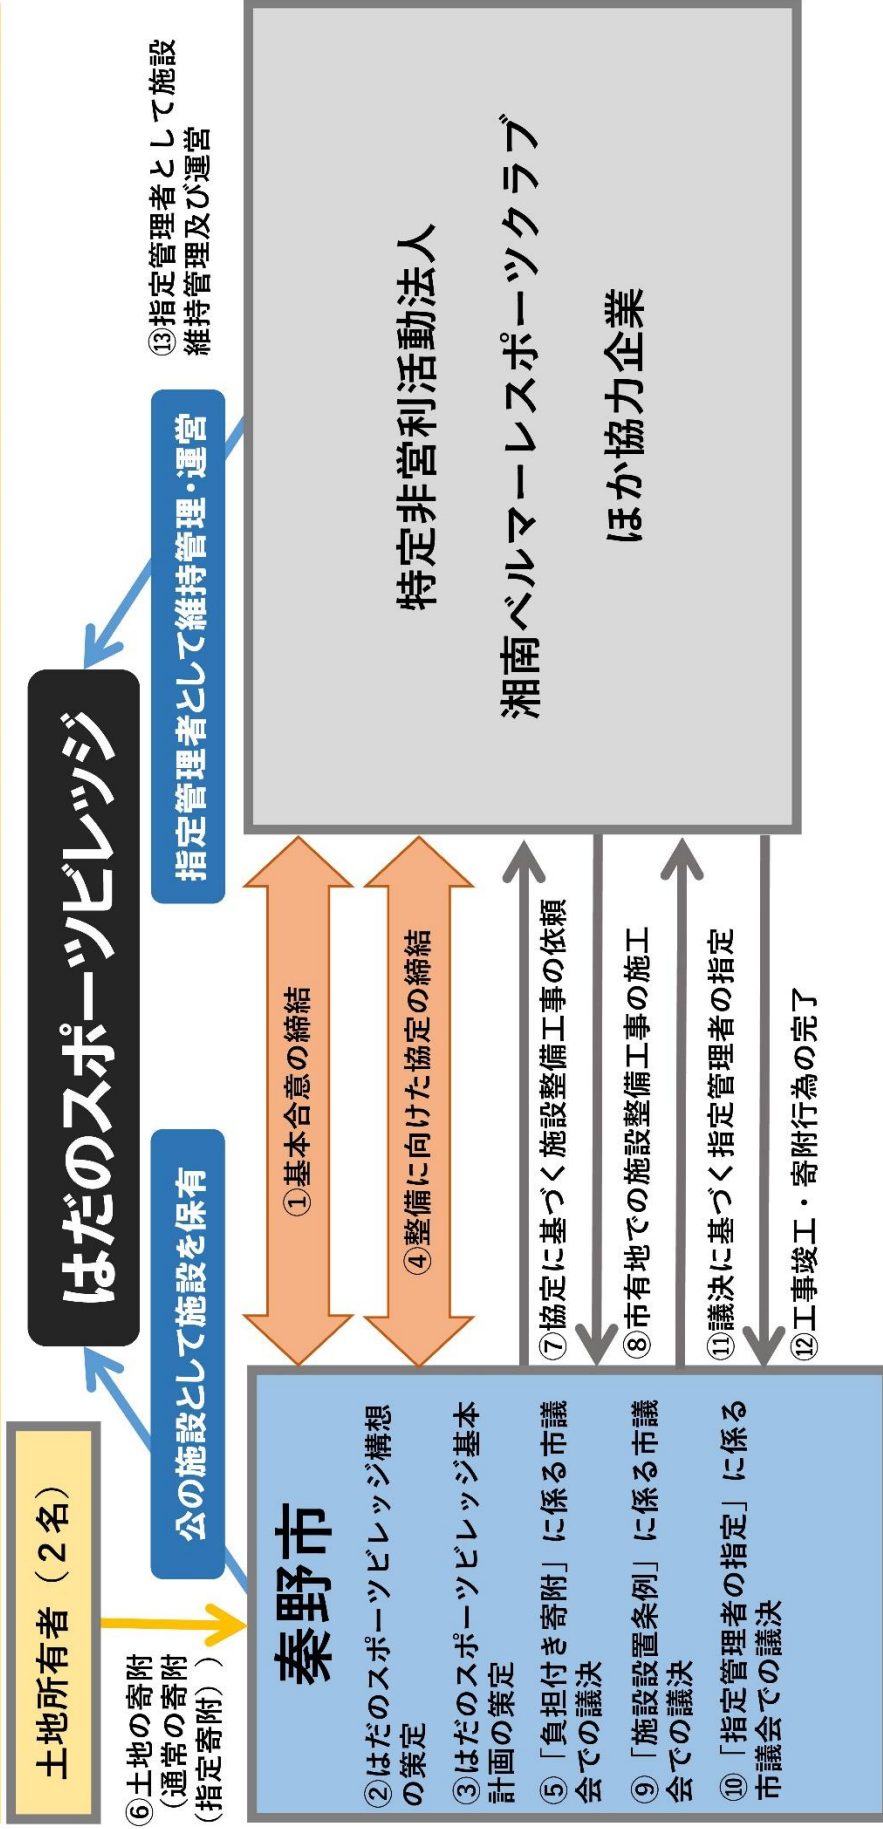 はだのスポーツビレッジ
土地所有者（２名）
⑥土地の寄附
（通常の寄附
（指定寄附））
公の施設として施設を保有
指定管理者として維持管理・運営
⑬指定管理者として施設
維持管理及び運営
秦野市
②はだのスポーツビレッジ構想
の策定
③はだのスポーツビレッジ基本
計画の策定
⑤「負担付き寄附」に係る市議
会での議決
⑨「施設設置条例」に係る市議
会での議決
⑩「指定管理者の指定」に係る
市議会での議決
①基本合意の締結
④整備に向けた協定の締結
⑦協定に基づく施設整備工事の依頼
⑧市有地での施設整備工事の施工
⑪議決に基づく指定管理者の指定
⑫工事竣工・寄附行為の完了
特定非営利活動法人
湘南ベルマーレスポーツクラブ
ほか協力企業